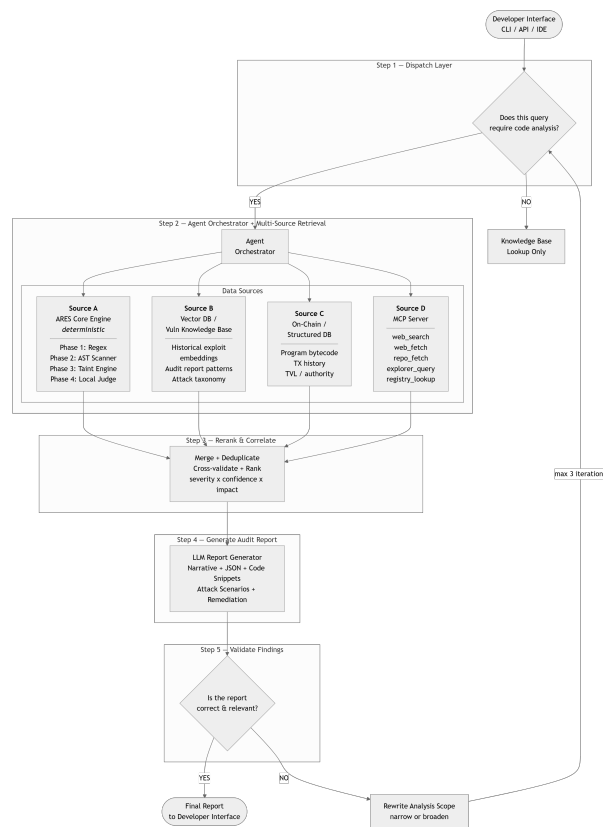 Developer Interface
CLI / API / IDE
Step 1 — Dispatch Layer
Does this query
require code analysis?
YES
NO
Step 2 — Agent Orchestrator + Multi-Source Retrieval
Agent
Orchestrator
Knowledge Base
Lookup Only
Data Sources
Source A
ARES Core Engine
deterministic
Phase 1: Regex
Phase 2: AST Scanner
Phase 3: Taint Engine
Phase 4: Local Judge
Source B
Vector DB /
Vuln Knowledge Base
Historical exploit
embeddings
Audit report patterns
Attack taxonomy
Source C
On-Chain /
Structured DB
Program bytecode
TX history
TVL / authority
Source D
MCP Server
web_search
web_fetch
repo_fetch
explorer_query
registry_lookup
Step 3 — Rerank & Correlate
Merge + Deduplicate
Cross-validate + Rank
severity x confidence x
impact
max 3 iteration
Step 4 — Generate Audit Report
LLM Report Generator
Narrative + JSON + Code
Snippets
Attack Scenarios +
Remediation
Step 5 — Validate Findings
Is the report
correct & relevant?
YES
NO
Final Report
to Developer Interface
Rewrite Analysis Scope
narrow or broaden